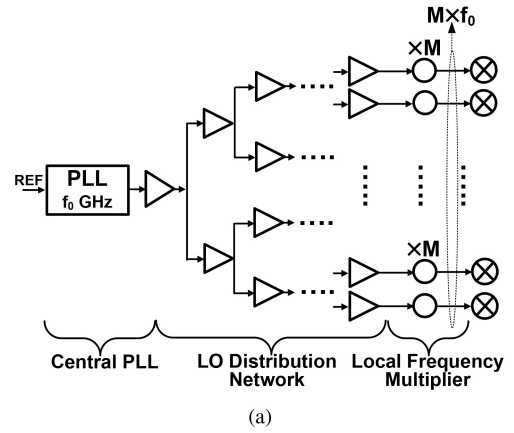 M×f₀
×M
REF
PLL
f₀ GHz
×M
Central PLL
LO Distribution
Network
Local Frequency
Multiplier
(a)